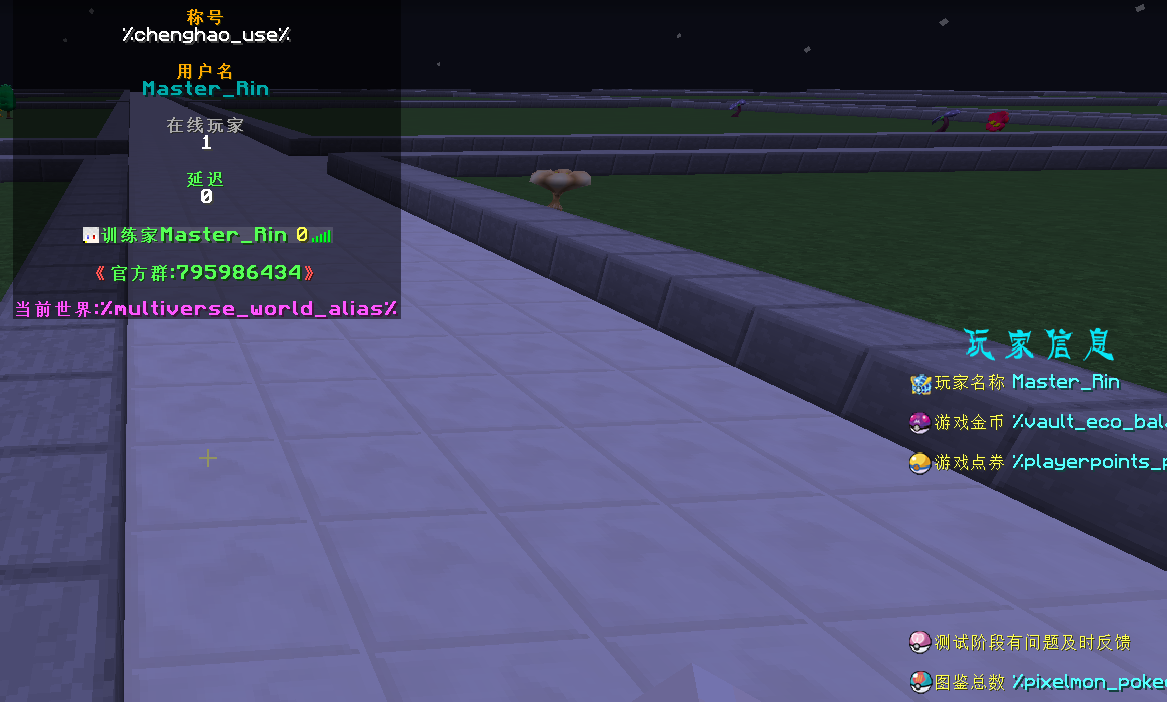 称号
%chenghao_use%
用户名
Master_Rin
在线玩家
1
延迟
0
训练家Master_Rin 0
《官方群:795986434》
当前世界:%multiverse_world_alias%
玩家信息
玩家名称 Master_Rin
游戏金币 %vault_eco_bala
游戏点券 %playerpoints_p
测试阶段有问题及时反馈
图鉴总数 %pixelmon_poked